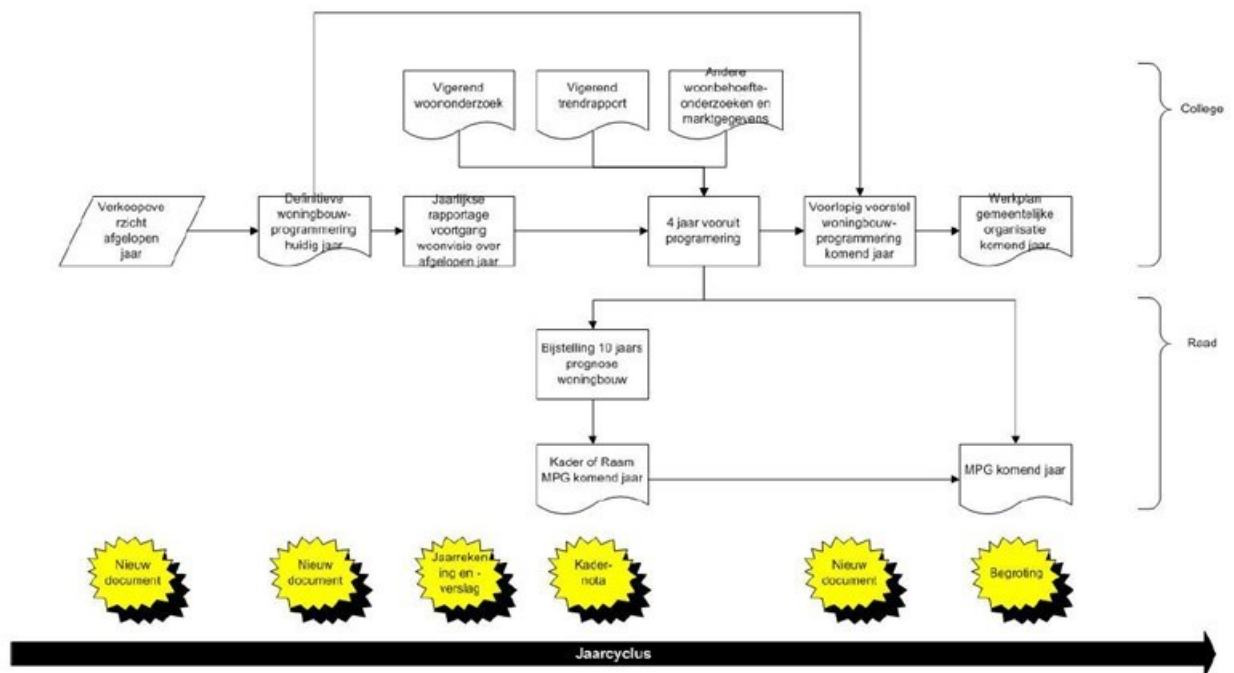 Vigerend
woononderzoek
Vigerend
trendrapport
Andere
woonbehoefte-
onderzoeken en
marktgegevens
College
Verkoopove
rzicht
afgelopen
jaar
Definitieve
woningbouw-
programmering
huidig jaar
Jaarlijkse
rapportage
voortgang
woonvisie over
afgelopen jaar
4 jaar vooruit
programering
Voorlopig voorstel
woningbouw-
programmering
komend jaar
Werkplan
gemeentelijke
organisatie
komend jaar
Bijstelling 10 jaars
prognose
woningbouw
Raad
Kader of Raam
MPG komend jaar
MPG komend jaar
Nieuw
document
Nieuw
document
Jaarreken
ing en -
verslag
Kader-
nota
Nieuw
document
Begroting
Jaarcyclus